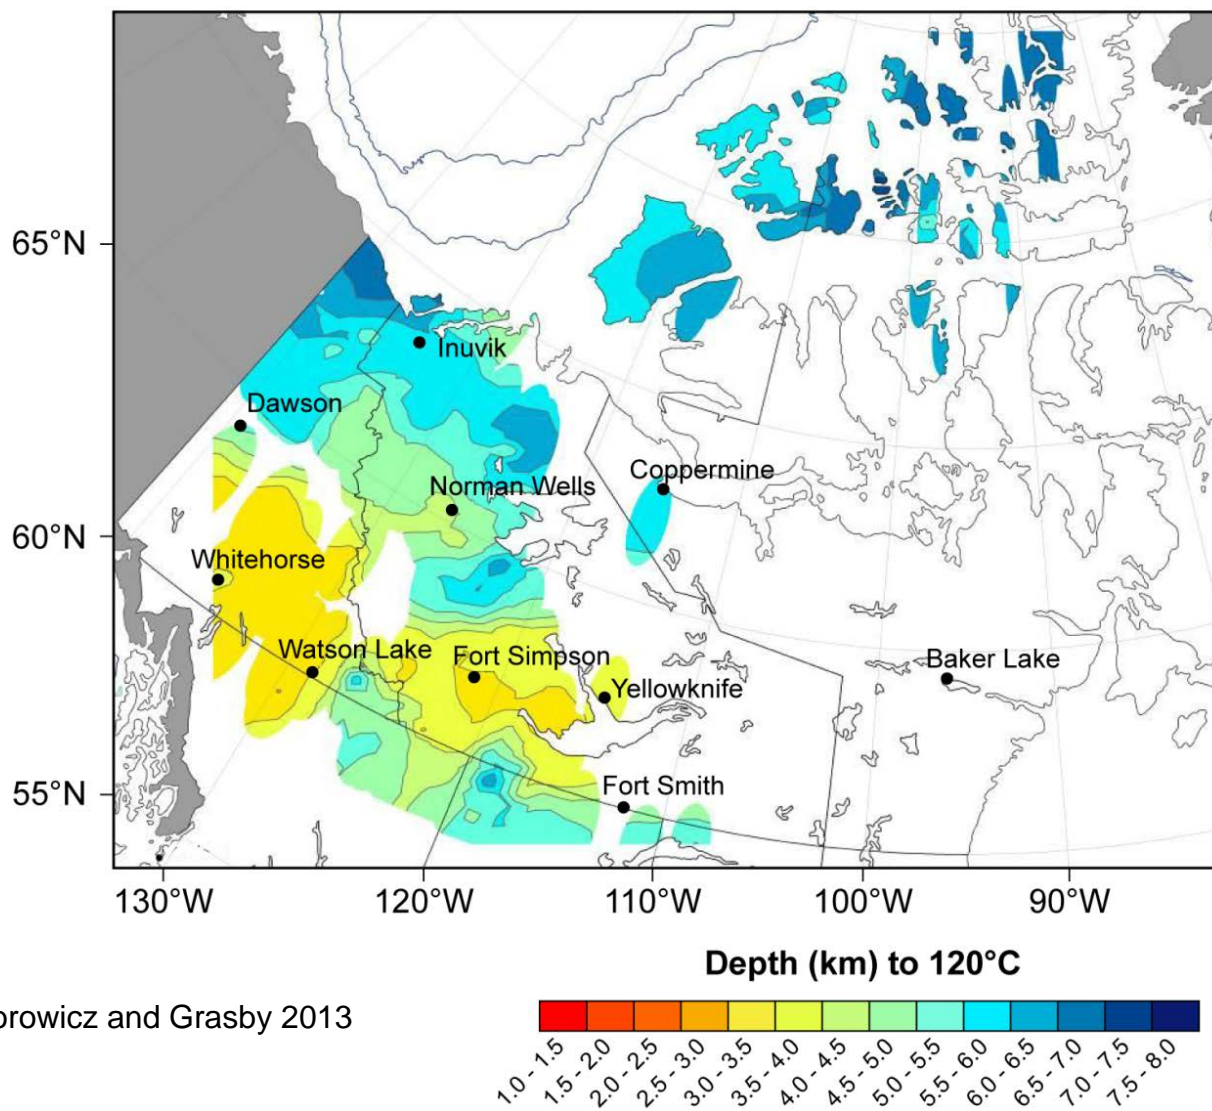 65°N
Inuvik
Dawson
Coppermine
Norman Wells
60°N
Whitehorse
Watson Lake
Fort Simpson
Baker Lake
Yellowknife
Fort Smith
55°N
130°W 120°W 110°W 100°W 90°W
Depth (km) to 120°C
orowicz and Grasby 2013
1.0 - 1.5 1.5 - 2.0 2.0 - 2.5 2.5 - 3.0 3.0 - 3.5 3.5 - 4.0 4.0 - 4.5 4.5 - 5.0 5.0 - 5.5 5.5 - 6.0 6.0 - 6.5 6.5 - 7.0 7.0 - 7.5 7.5 - 8.0